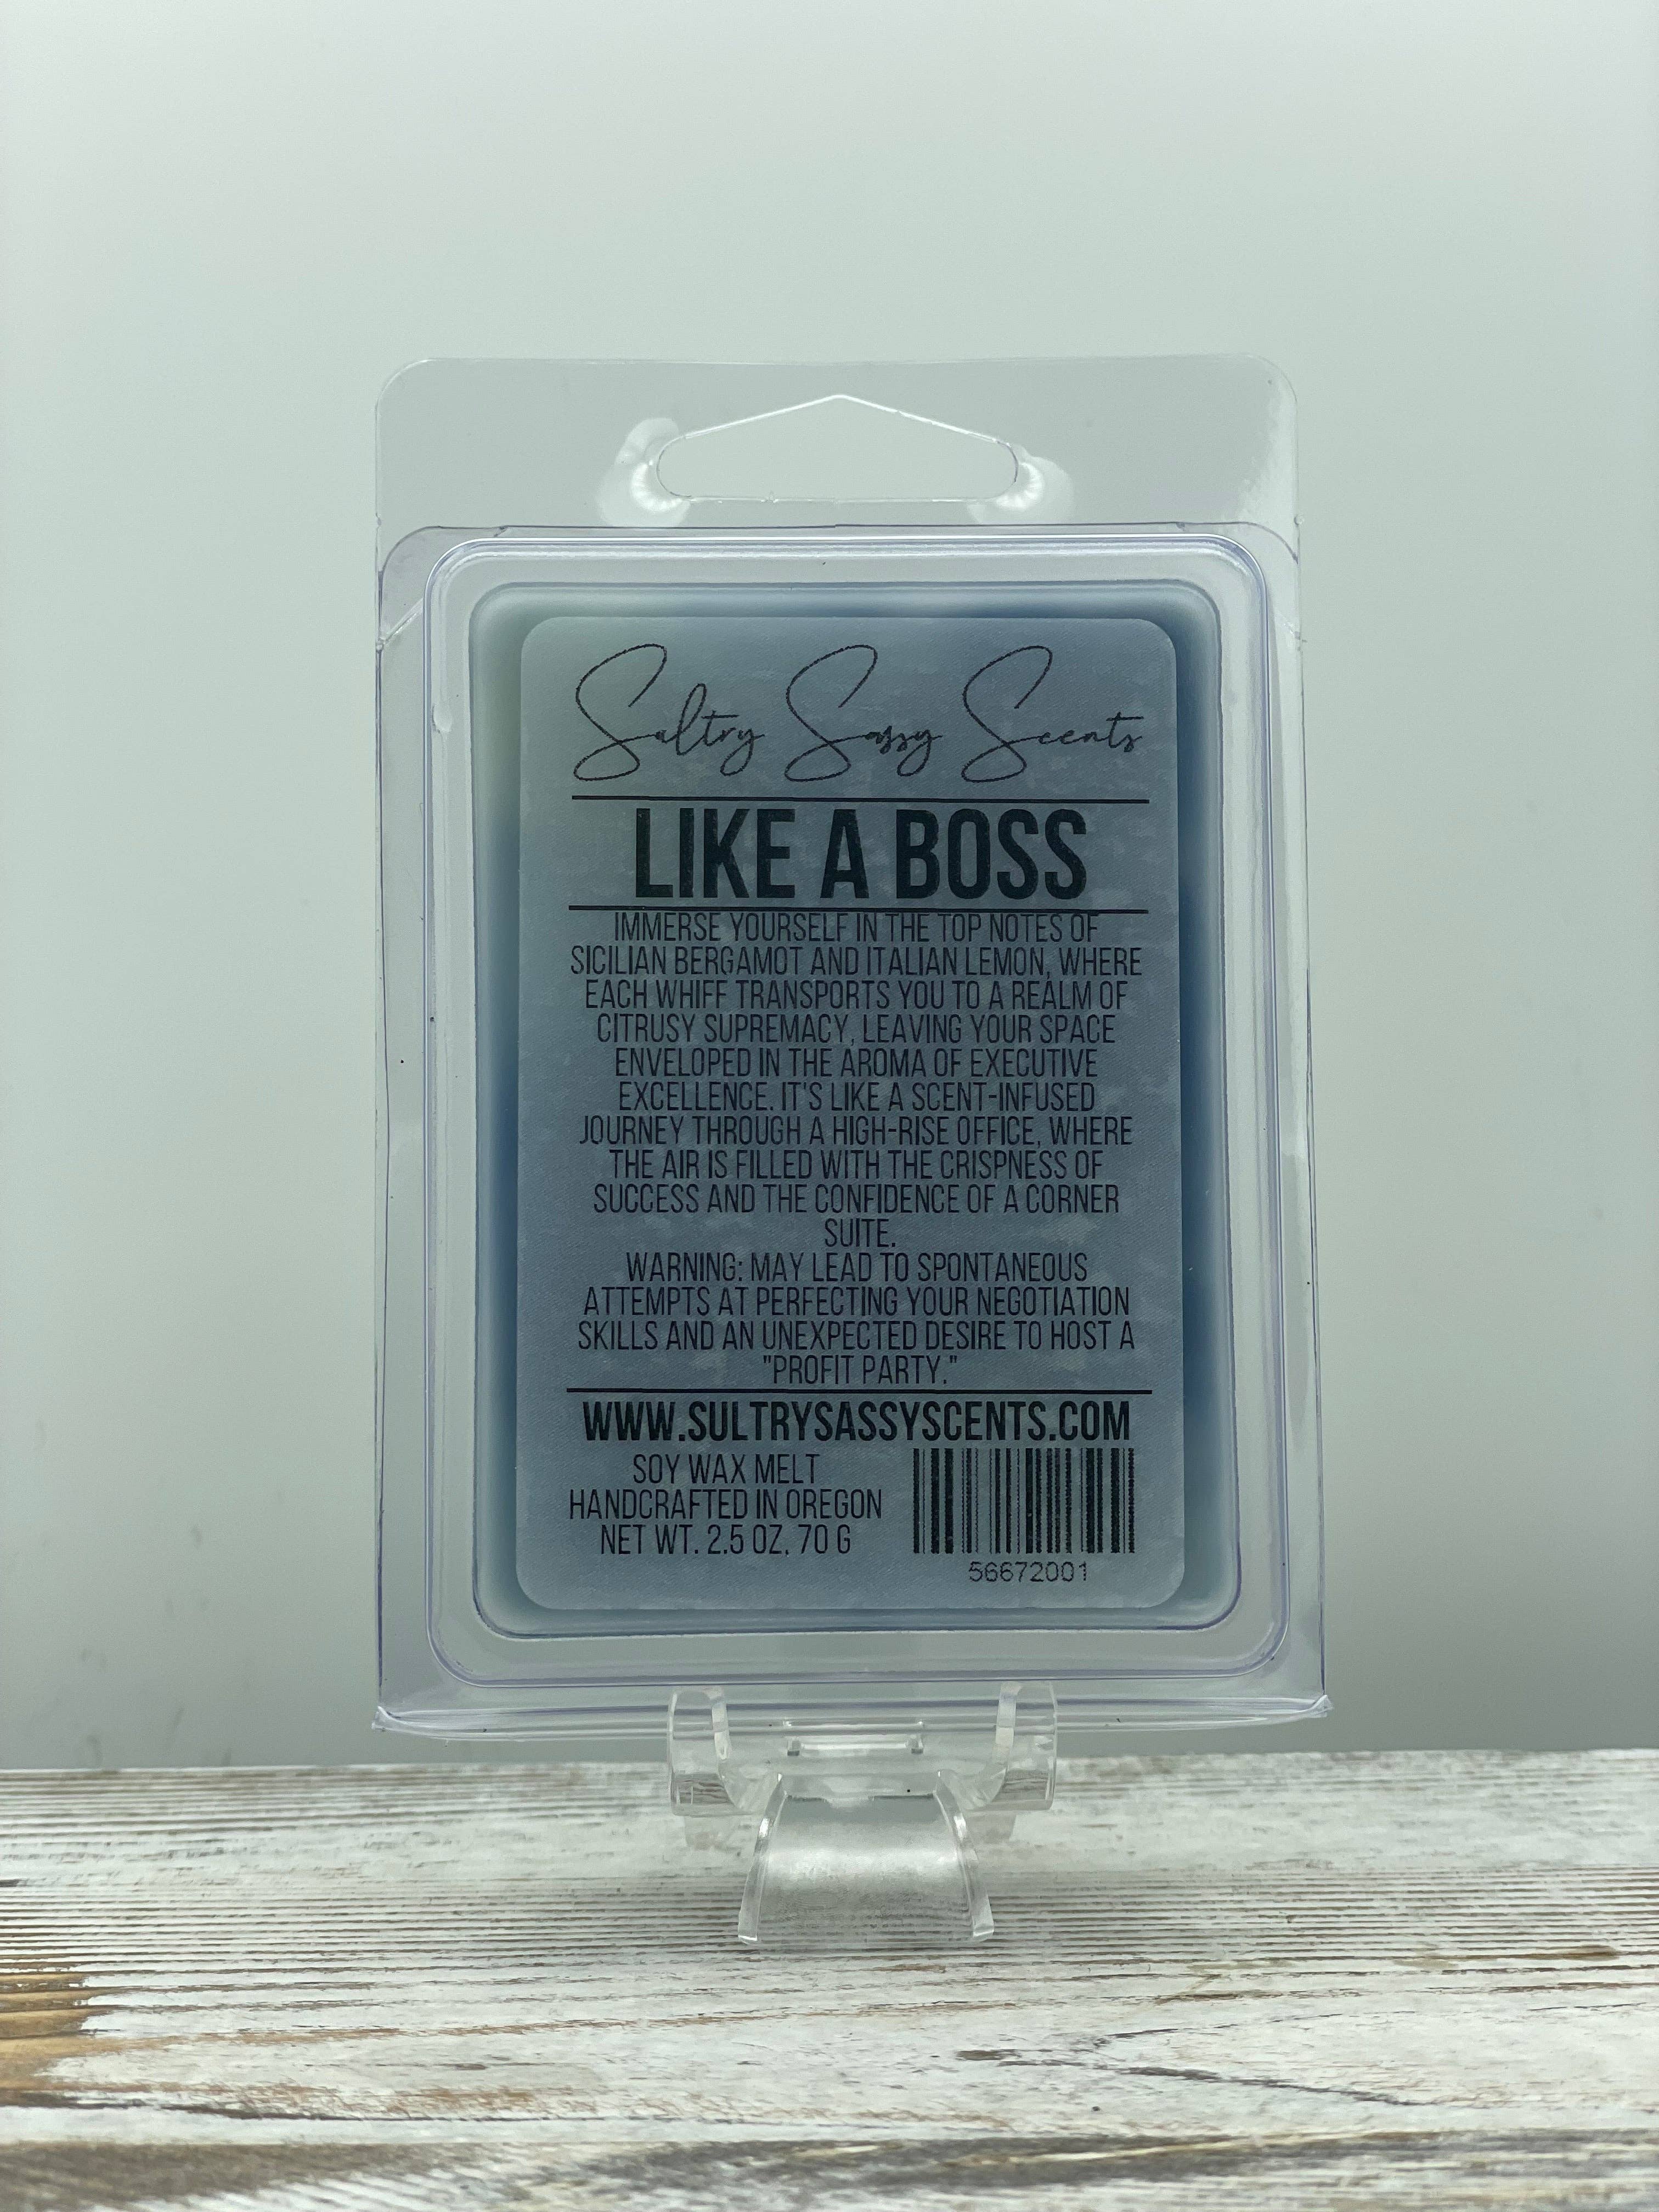 Sultry Sassy Scents
LIKE A BOSS
IMMERSE YOURSELF IN THE TOP NOTES OF
SICILIAN BERGAMOT AND ITALIAN LEMON, WHERE
EACH WHIFF TRANSPORTS YOU TO A REALM OF
CITRUSY SUPREMACY, LEAVING YOUR SPACE
ENVELOPED IN THE AROMA OF EXECUTIVE
EXCELLENCE. IT'S LIKE A SCENT-INFUSED
JOURNEY THROUGH A HIGH-RISE OFFICE, WHERE
THE AIR IS FILLED WITH THE CRISPNESS OF
SUCCESS AND THE CONFIDENCE OF A CORNER
SUITE.
WARNING: MAY LEAD TO SPONTANEOUS
ATTEMPTS AT PERFECTING YOUR NEGOTIATION
SKILLS AND AN UNEXPECTED DESIRE TO HOST A
"PROFIT PARTY."
WWW.SULTRYSASSYSCENTS.COM
SOY WAX MELT
HANDCRAFTED IN OREGON
NET WT. 2.5 OZ, 70 G
56672001